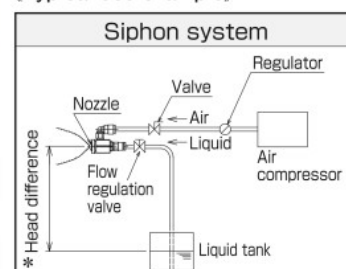 Siphon system
Regulator
Valve
Nozzle
Air
Liquid
Air
compressor
Flow
regulation
valve
* Head difference
Liquid tank